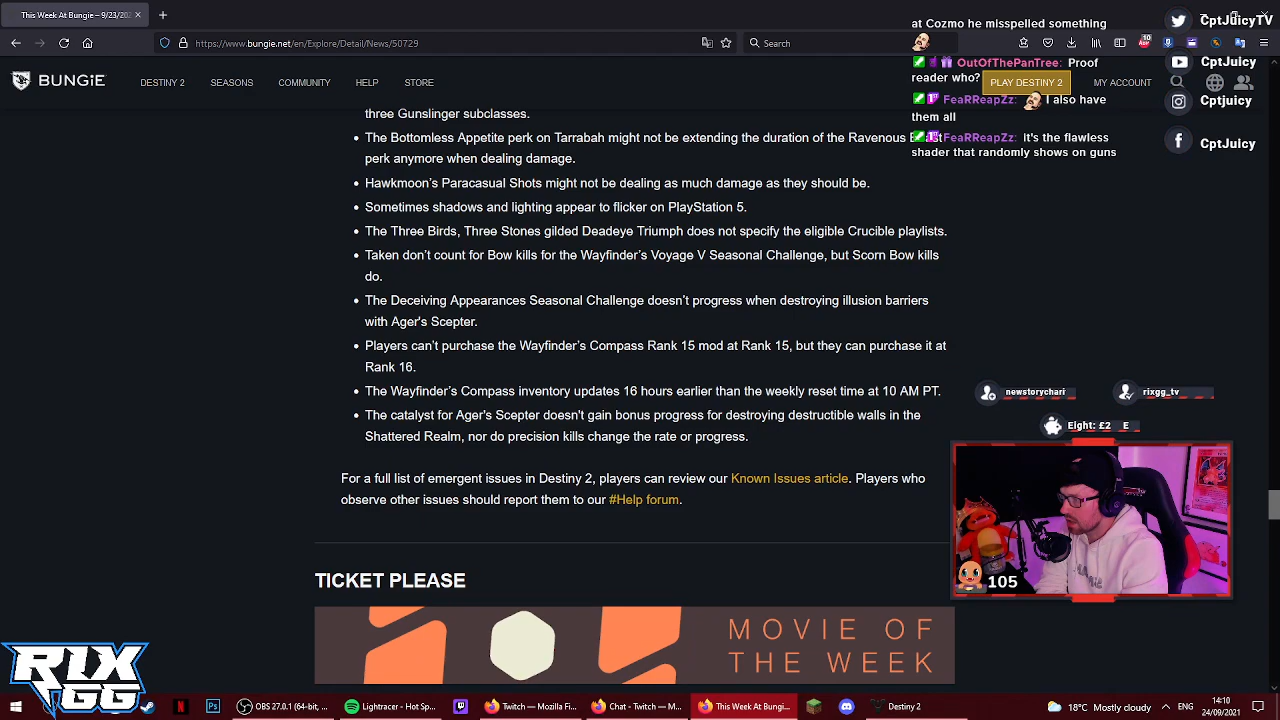 This Week At Bungie – 9/23/202
https://www.bungie.net/en/Explore/Detail/News/50729
Search
at Cozmo he misspelled something
CptJuicyTV
OutOfThePanTree: Proof
reader who?
FeaRReapZz: I also have
them all
FeaRReapZz: it's the flawless
shader that randomly shows on guns
CptJuicy
Ctpjuicy
CptJuicy
BUNGiE
DESTINY 2
SEASONS
COMMUNITY
HELP
STORE
PLAY DESTINY 2
MY ACCOUNT
three Gunslinger subclasses.
• The Bottomless Appetite perk on Tarrabah might not be extending the duration of the Ravenous
perk anymore when dealing damage.
• Hawkmoon's Paracasual Shots might not be dealing as much damage as they should be.
• Sometimes shadows and lighting appear to flicker on PlayStation 5.
• The Three Birds, Three Stones gilded Deadeye Triumph does not specify the eligible Crucible playlists.
• Taken don't count for Bow kills for the Wayfinder's Voyage V Seasonal Challenge, but Scorn Bow kills
do.
• The Deceiving Appearances Seasonal Challenge doesn't progress when destroying illusion barriers
with Ager's Scepter.
• Players can't purchase the Wayfinder's Compass Rank 15 mod at Rank 15, but they can purchase it at
Rank 16.
• The Wayfinder's Compass inventory updates 16 hours earlier than the weekly reset time at 10 AM PT.
• The catalyst for Ager's Scepter doesn't gain bonus progress for destroying destructible walls in the
Shattered Realm, nor do precision kills change the rate or progress.
For a full list of emergent issues in Destiny 2, players can review our Known Issues article. Players who
observe other issues should report them to our #Help forum.
newstorychari
rixgg_tv
Eight: £2 E
105
TICKET PLEASE
MOVIE OF
THE WEEK
RIX
GG
OBS 27.0.1 (64-bit, ...
Lightracer - Hot Sp...
Twitch — Mozilla Fi...
Chat - Twitch — M...
This Week At Bungi...
Destiny 2
18°C Mostly cloudy
14:10
24/09/2021